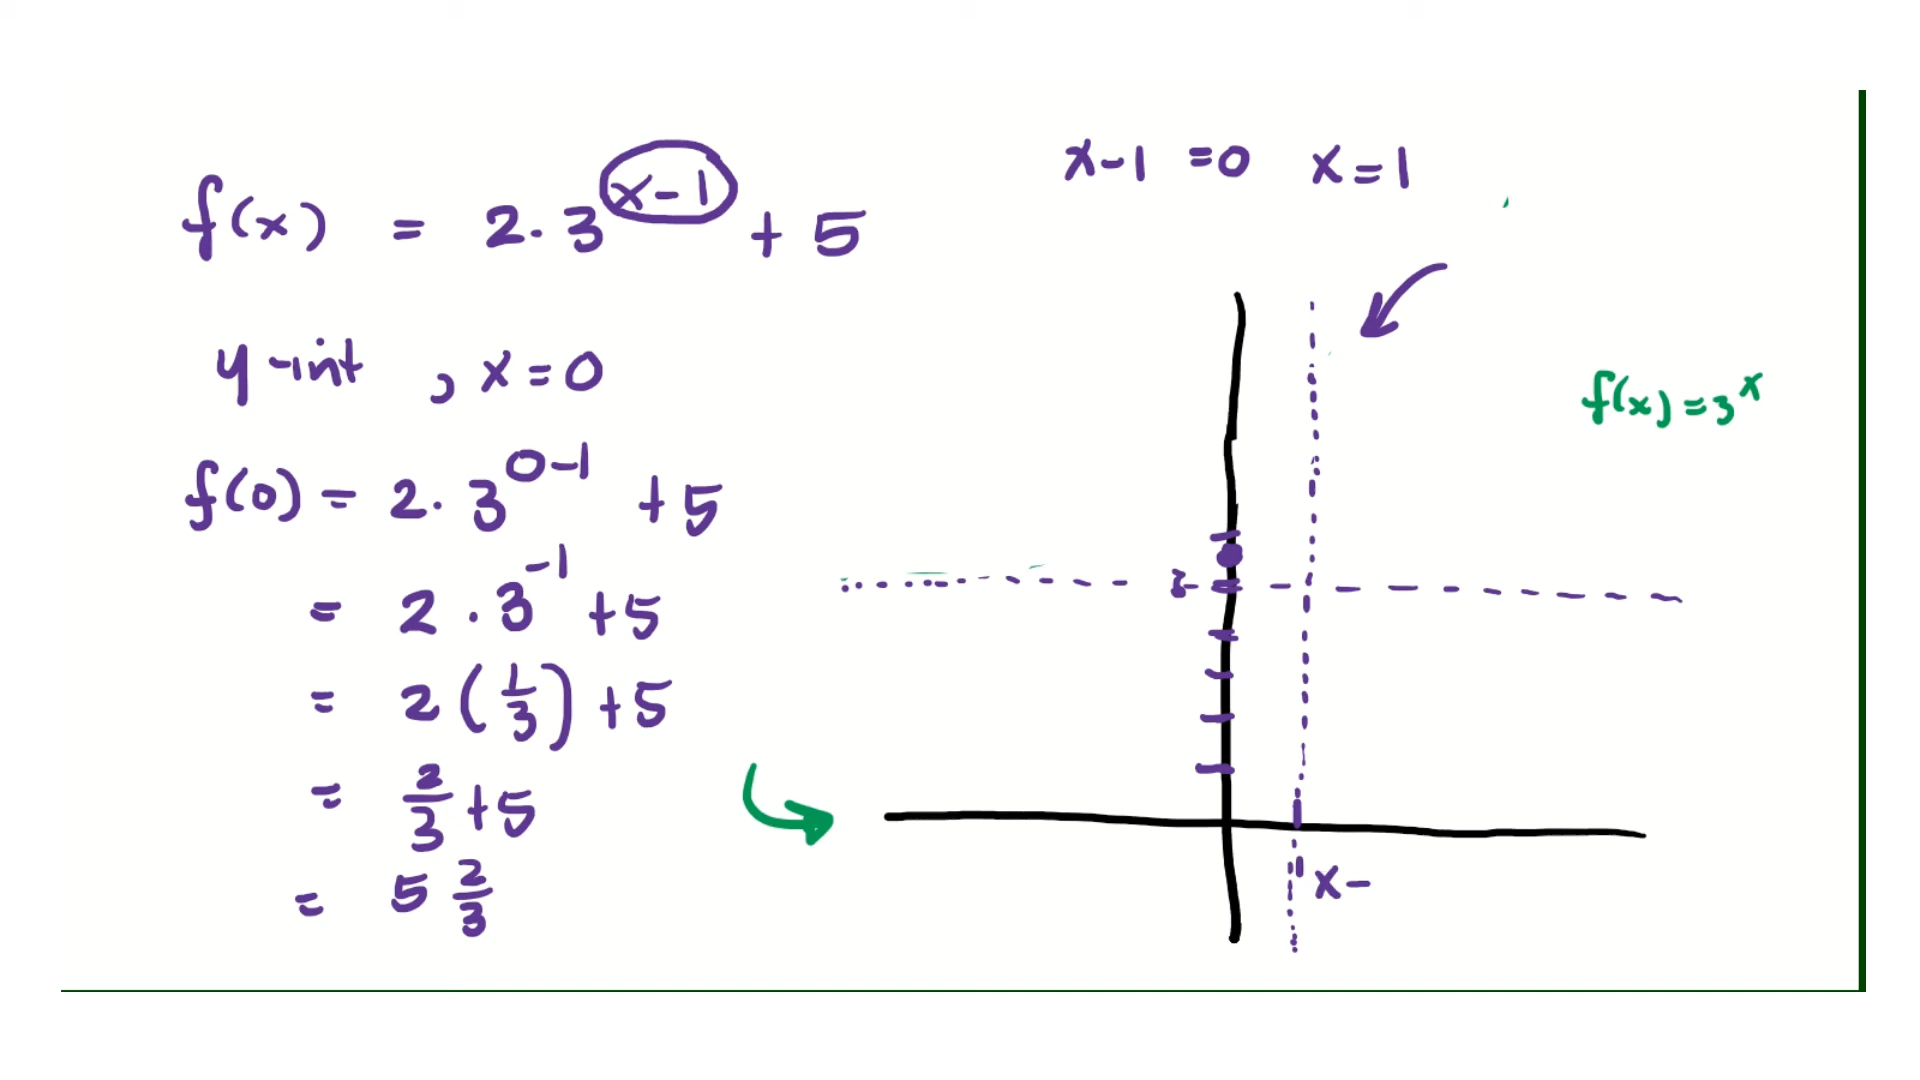 f(x) = 2·3^(x-1) + 5
x-1 =0 x=1
y-int , x=0
f(x)=3^x
f(0) = 2·3^(0-1) +5
= 2·3^(-1) +5
= 2(1/3) +5
= 2/3 +5
= 5 2/3
x-